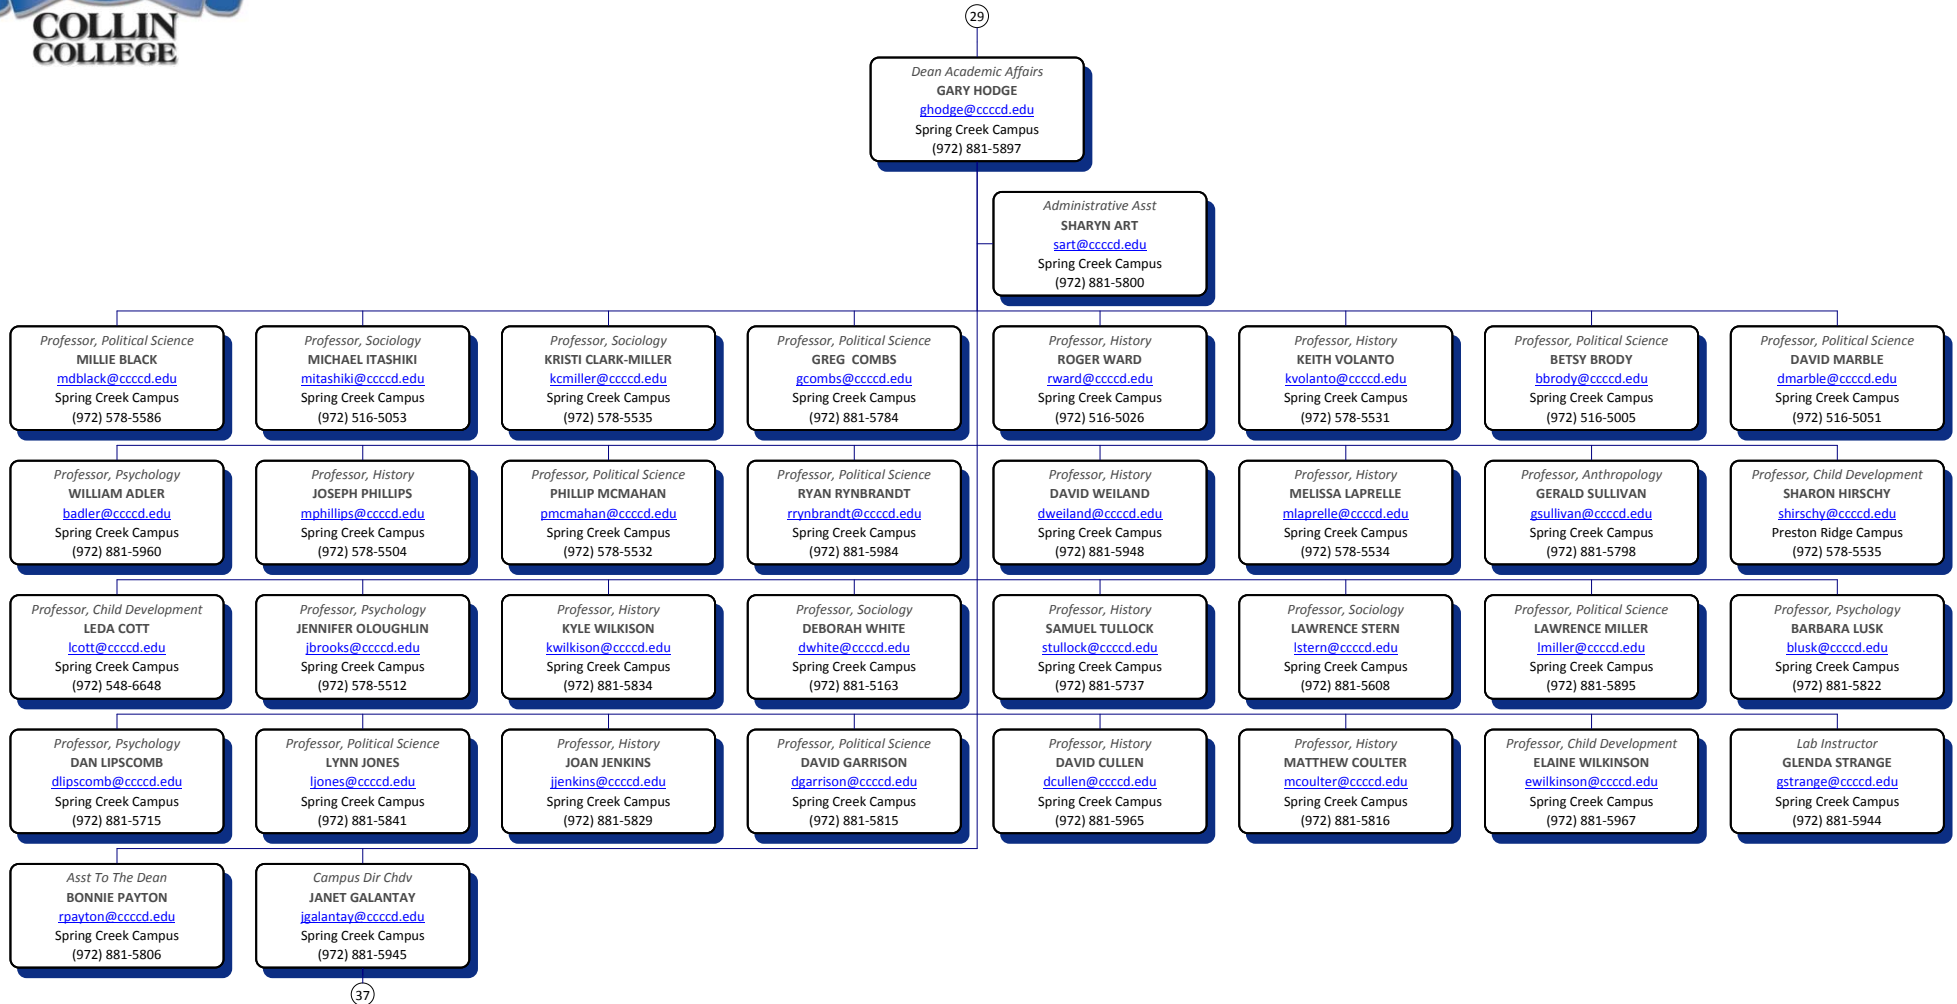 COLLIN
COLLEGE
29
Dean Academic Affairs
GARY HODGE
ghodge@ccccd.edu
Spring Creek Campus
(972) 881-5897
Administrative Asst
SHARYN ART
sart@ccccd.edu
Spring Creek Campus
(972) 881-5800
Professor, Political Science
MILLIE BLACK
mdblack@ccccd.edu
Spring Creek Campus
(972) 578-5586
Professor, Sociology
MICHAEL ITASHIKI
mitashiki@ccccd.edu
Spring Creek Campus
(972) 516-5053
Professor, Sociology
KRISTI CLARK-MILLER
kcmiller@ccccd.edu
Spring Creek Campus
(972) 578-5535
Professor, Political Science
GREG COMBS
gcombs@ccccd.edu
Spring Creek Campus
(972) 881-5784
Professor, History
ROGER WARD
rward@ccccd.edu
Spring Creek Campus
(972) 516-5026
Professor, History
KEITH VOLANTO
kvolanto@ccccd.edu
Spring Creek Campus
(972) 578-5531
Professor, Political Science
BETSY BRODY
bbrody@ccccd.edu
Spring Creek Campus
(972) 516-5005
Professor, Political Science
DAVID MARBLE
dmarble@ccccd.edu
Spring Creek Campus
(972) 516-5051
Professor, Psychology
WILLIAM ADLER
badler@ccccd.edu
Spring Creek Campus
(972) 881-5960
Professor, History
JOSEPH PHILLIPS
mphillips@ccccd.edu
Spring Creek Campus
(972) 578-5504
Professor, Political Science
PHILLIP MCMAHAN
pmcmahan@ccccd.edu
Spring Creek Campus
(972) 578-5532
Professor, Political Science
RYAN RYNBRANDT
rrynbrandt@ccccd.edu
Spring Creek Campus
(972) 881-5984
Professor, History
DAVID WEILAND
dweiland@ccccd.edu
Spring Creek Campus
(972) 881-5948
Professor, History
MELISSA LAPRELLE
mlaprelle@ccccd.edu
Spring Creek Campus
(972) 578-5534
Professor, Anthropology
GERALD SULLIVAN
gsullivan@ccccd.edu
Spring Creek Campus
(972) 881-5798
Professor, Child Development
SHARON HIRSCHY
shirschy@ccccd.edu
Preston Ridge Campus
(972) 578-5535
Professor, Child Development
LEDA COTT
lcott@ccccd.edu
Spring Creek Campus
(972) 548-6648
Professor, Psychology
JENNIFER OLOUGHLIN
jbrooks@ccccd.edu
Spring Creek Campus
(972) 578-5512
Professor, History
KYLE WILKISON
kwilkison@ccccd.edu
Spring Creek Campus
(972) 881-5834
Professor, Sociology
DEBORAH WHITE
dwhite@ccccd.edu
Spring Creek Campus
(972) 881-5163
Professor, History
SAMUEL TULLOCK
stullock@ccccd.edu
Spring Creek Campus
(972) 881-5737
Professor, Sociology
LAWRENCE STERN
lstern@ccccd.edu
Spring Creek Campus
(972) 881-5608
Professor, Political Science
LAWRENCE MILLER
lmiller@ccccd.edu
Spring Creek Campus
(972) 881-5895
Professor, Psychology
BARBARA LUSK
blusk@ccccd.edu
Spring Creek Campus
(972) 881-5822
Professor, Psychology
DAN LIPSCOMB
dlipscomb@ccccd.edu
Spring Creek Campus
(972) 881-5715
Professor, Political Science
LYNN JONES
ljones@ccccd.edu
Spring Creek Campus
(972) 881-5841
Professor, History
JOAN JENKINS
jjenkins@ccccd.edu
Spring Creek Campus
(972) 881-5829
Professor, Political Science
DAVID GARRISON
dgarrison@ccccd.edu
Spring Creek Campus
(972) 881-5815
Professor, History
DAVID CULLEN
dcullen@ccccd.edu
Spring Creek Campus
(972) 881-5965
Professor, History
MATTHEW COULTER
mcoulter@ccccd.edu
Spring Creek Campus
(972) 881-5816
Professor, Child Development
ELAINE WILKINSON
ewilkinson@ccccd.edu
Spring Creek Campus
(972) 881-5967
Lab Instructor
GLENDA STRANGE
gstrange@ccccd.edu
Spring Creek Campus
(972) 881-5944
Asst To The Dean
BONNIE PAYTON
rpayton@ccccd.edu
Spring Creek Campus
(972) 881-5806
Campus Dir Chdv
JANET GALANTAY
jgalantay@ccccd.edu
Spring Creek Campus
(972) 881-5945
37